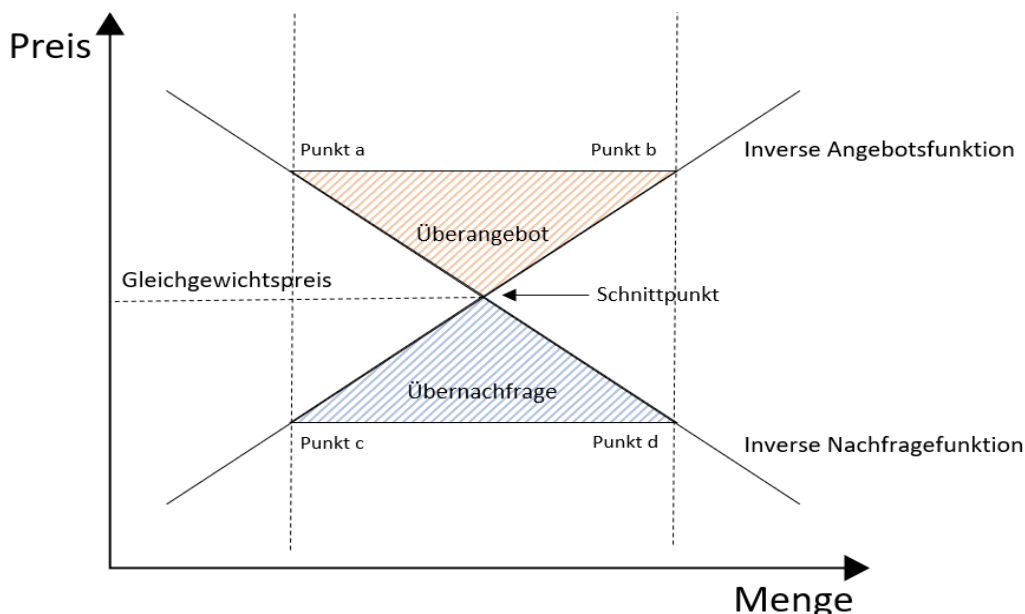 Preis
Punkt a
Punkt b
Inverse Angebotsfunktion
Überangebot
Gleichgewichtspreis
Schnittpunkt
Übernachfrage
Punkt c
Punkt d
Inverse Nachfragefunktion
Menge